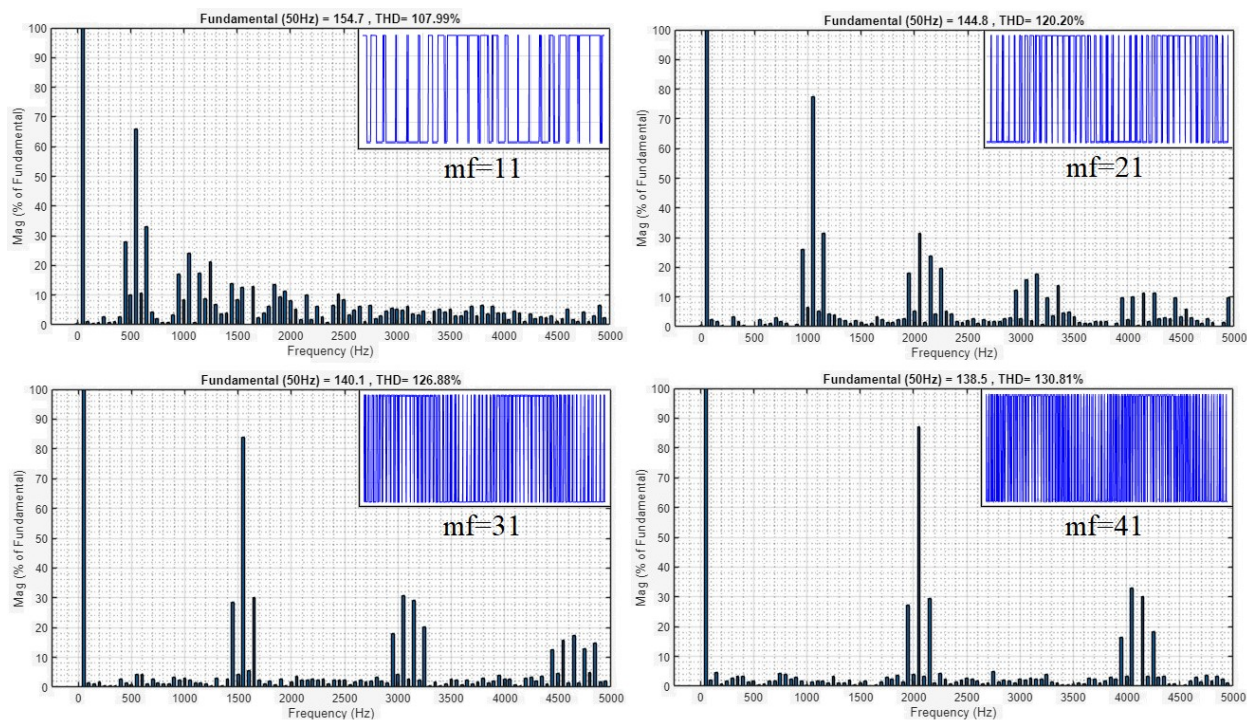 Fundamental (50Hz) = 154.7 , THD= 107.99%
Mag (% of Fundamental)
100
90
80
70
60
50
40
30
20
10
0
mf=11
0 500 1000 1500 2000 2500 3000 3500 4000 4500 5000
Frequency (Hz)
Fundamental (50Hz) = 144.8 , THD= 120.20%
Mag (% of Fundamental)
100
90
80
70
60
50
40
30
20
10
0
mf=21
0 500 1000 1500 2000 2500 3000 3500 4000 4500 5000
Frequency (Hz)
Fundamental (50Hz) = 140.1 , THD= 126.88%
Mag (% of Fundamental)
100
90
80
70
60
50
40
30
20
10
0
mf=31
0 500 1000 1500 2000 2500 3000 3500 4000 4500 5000
Frequency (Hz)
Fundamental (50Hz) = 138.5 , THD= 130.81%
Mag (% of Fundamental)
100
90
80
70
60
50
40
30
20
10
0
mf=41
0 500 1000 1500 2000 2500 3000 3500 4000 4500 5000
Frequency (Hz)